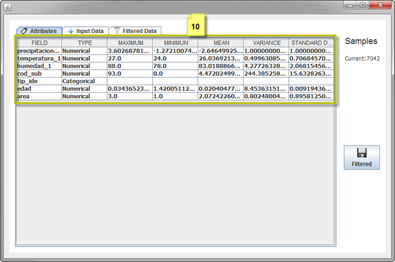 10
Attributes Input Data Filtered Data
FIELD TYPE MAXIMUM MINIMUN MEAN VARIANCE STANDARD D...
precipitacion... Numerical 3.60268781... -1.27210074... -2.64649925... 1.00000000... 1.00000000...
temperatura_1 Numerical 27.0 24.0 26.0369213... 0.49963085... 0.70684570...
humedad_1 Numerical 88.0 78.0 83.0188866... 4.27726328... 2.06815456...
cod_sub Numerical 93.0 0.0 4.47202499... 244.385258... 15.6328263...
tip_ide Categorical
edad Numerical 0.03436523... 1.42005112... 0.02040477... 8.45363151... 0.00919436...
area Numerical 3.0 1.0 2.07242260... 0.80248004... 0.89581250...
Samples
Current:7042
Filtered